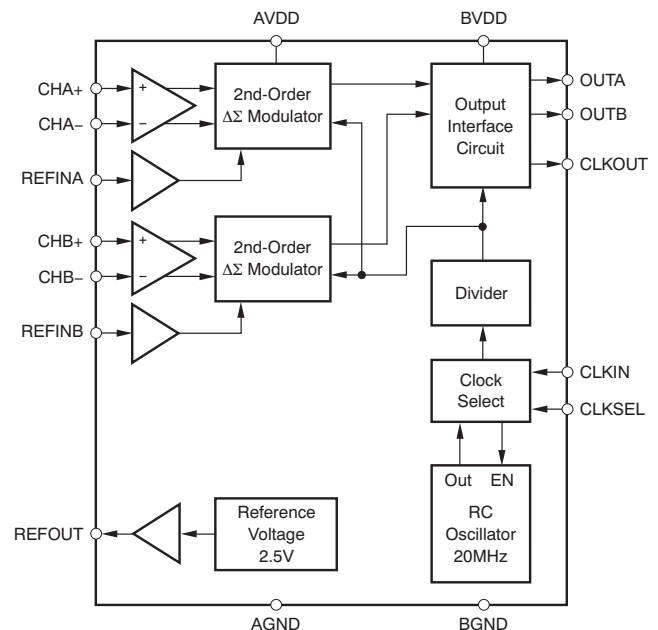 AVDD
BVDD
CHA+
CHA−
+
−
2nd-Order
ΔΣ Modulator
Output
Interface
Circuit
OUTA
OUTB
CLKOUT
REFINA
CHB+
CHB−
+
−
2nd-Order
ΔΣ Modulator
REFINB
Divider
Clock
Select
CLKIN
CLKSEL
Out EN
RC
Oscillator
20MHz
REFOUT
Reference
Voltage
2.5V
AGND
BGND